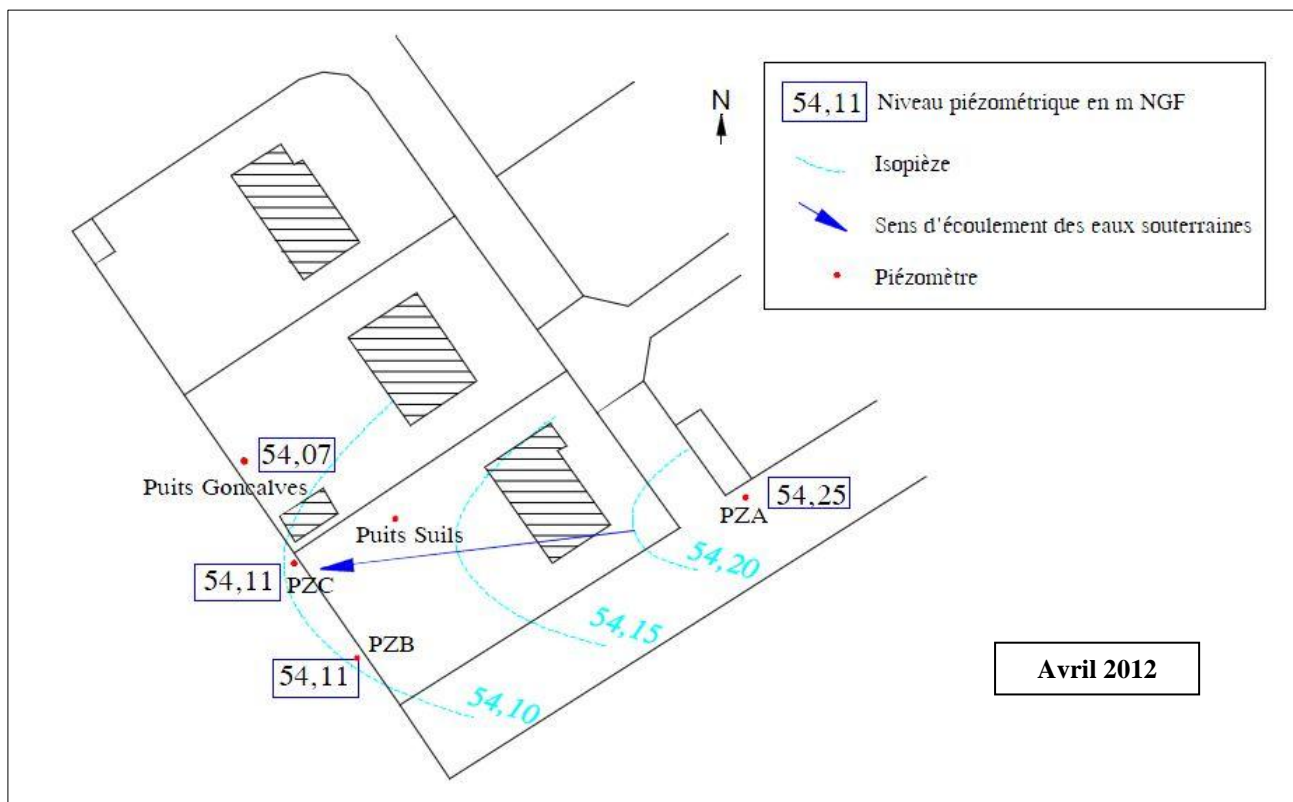 N
54,11 Niveau piézométrique en m NGF
Isopièze
Sens d'écoulement des eaux souterraines
Piézomètre
54,07
Puits Goncalves
54,25
PZA
Puits Suils
54,20
54,11
PZC
54,15
PZB
54,11
54,10
Avril 2012